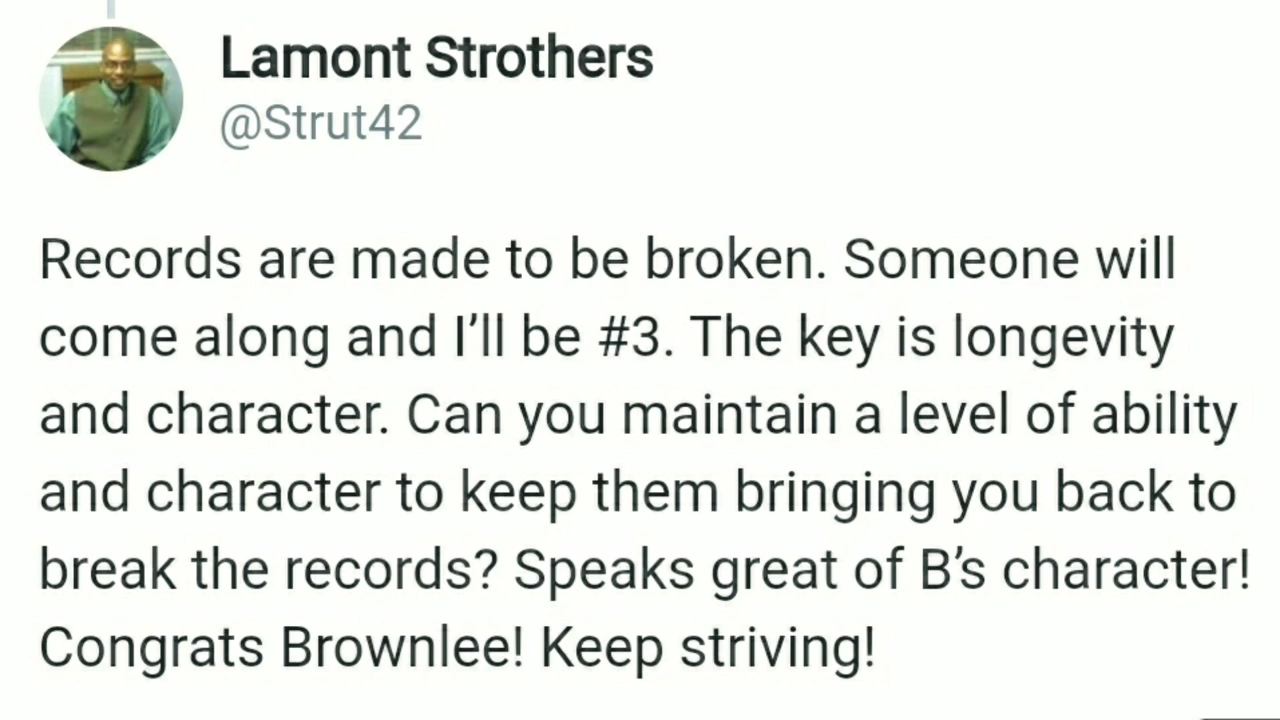 Lamont Strothers
@Strut42
Records are made to be broken. Someone will
come along and I’ll be #3. The key is longevity
and character. Can you maintain a level of ability
and character to keep them bringing you back to
break the records? Speaks great of B’s character!
Congrats Brownlee! Keep striving!